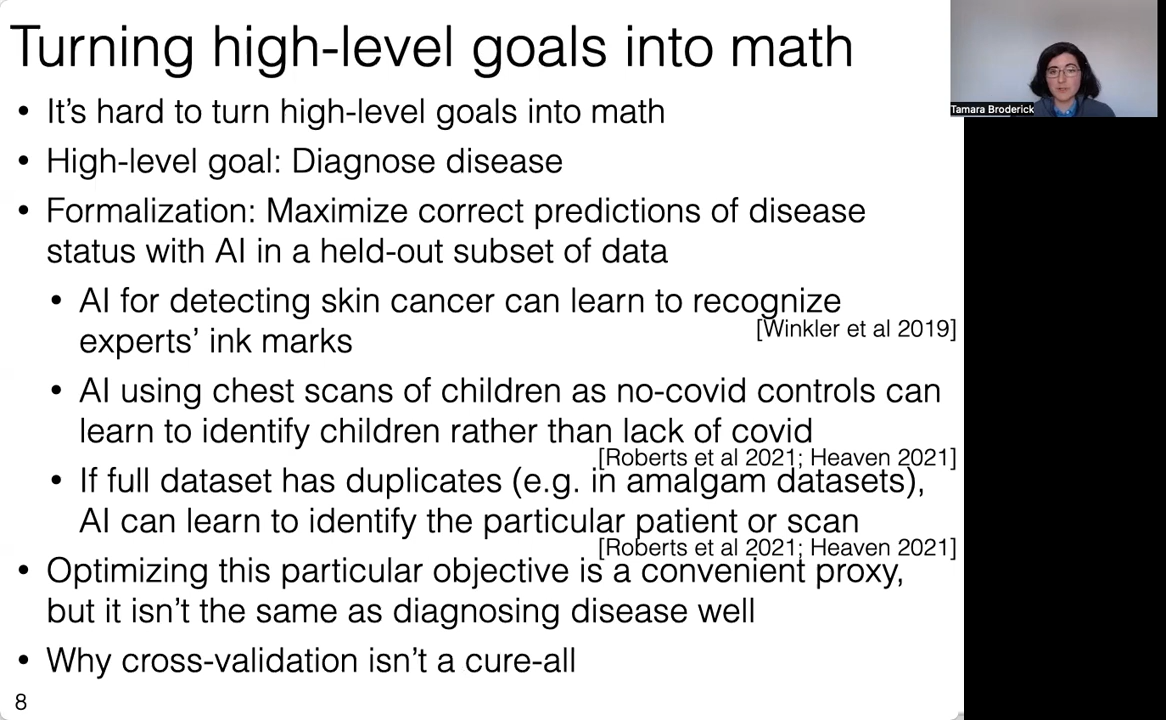 Turning high-level goals into math
• It's hard to turn high-level goals into math
• High-level goal: Diagnose disease
• Formalization: Maximize correct predictions of disease
status with AI in a held-out subset of data
• AI for detecting skin cancer can learn to recognize
experts' ink marks
[Winkler et al 2019]
• AI using chest scans of children as no-covid controls can
learn to identify children rather than lack of covid
[Roberts et al 2021; Heaven 2021]
• If full dataset has duplicates (e.g. in amalgam datasets),
AI can learn to identify the particular patient or scan
[Roberts et al 2021; Heaven 2021]
• Optimizing this particular objective is a convenient proxy,
but it isn't the same as diagnosing disease well
• Why cross-validation isn't a cure-all
8
Tamara Broderick